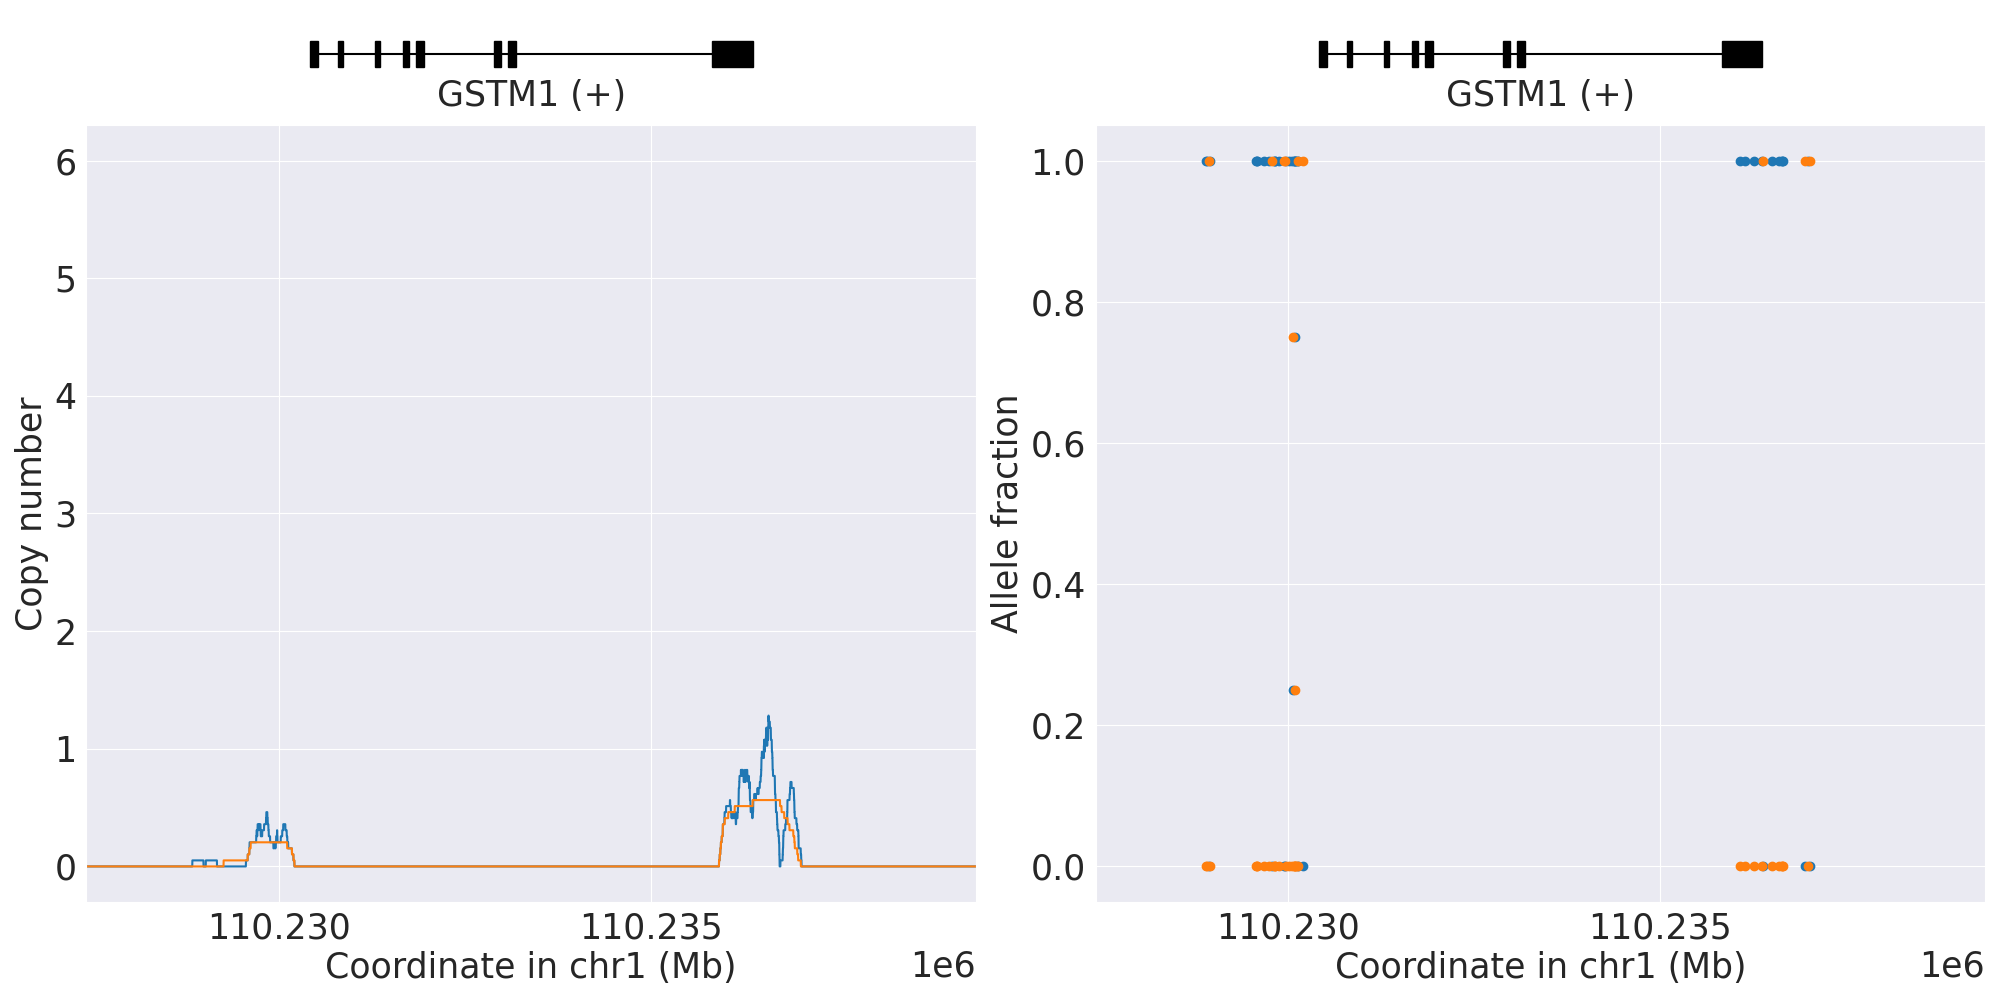 GSTM1 (+)
GSTM1 (+)
Copy number
6
5
4
3
2
1
0
110.230
110.235
Coordinate in chr1 (Mb)
1e6
Allele fraction
1.0
0.8
0.6
0.4
0.2
0.0
110.230
110.235
Coordinate in chr1 (Mb)
1e6